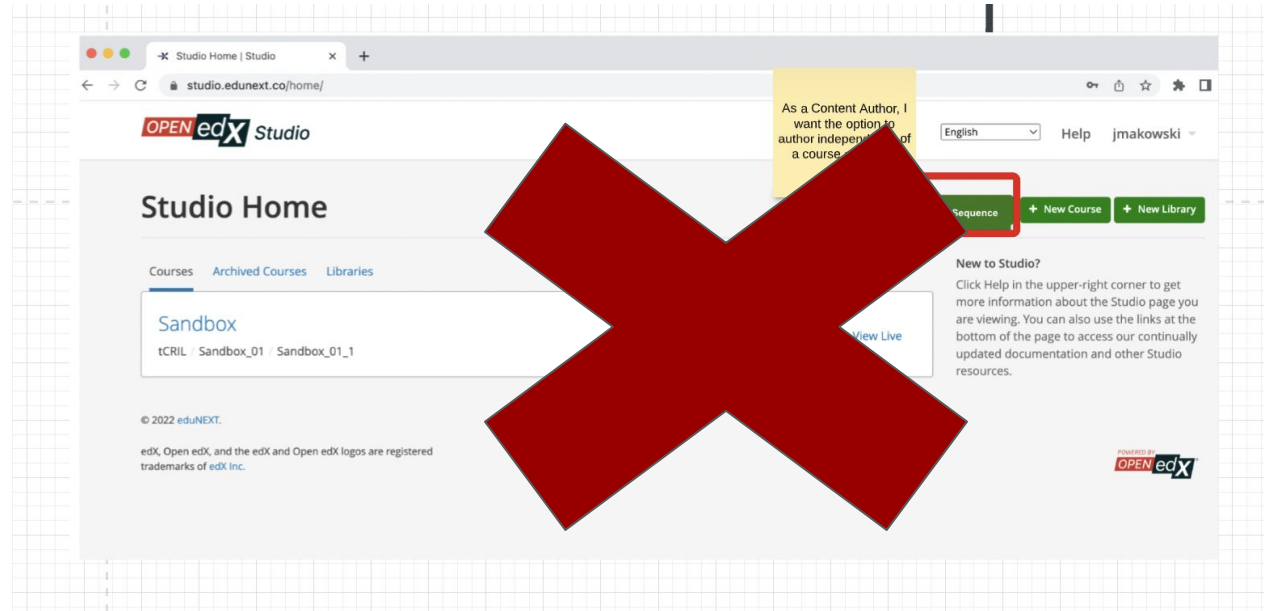 Studio Home | Studio
studio.edunext.co/home/
As a Content Author, I
want the option to
author of
a course
OPEN edX Studio
English
Help
jmakowski
Studio Home
Sequence
+ New Course
+ New Library
Courses
Archived Courses
Libraries
Sandbox
tCRIL / Sandbox_01 / Sandbox_01_1
View Live
New to Studio?
Click Help in the upper-right corner to get
more information about the Studio page you
are viewing. You can also use the links at the
bottom of the page to access our continually
updated documentation and other Studio
resources.
© 2022 eduNEXT.
edX, Open edX, and the edX and Open edX logos are registered
trademarks of edX Inc.
POWERED BY
OPEN edX